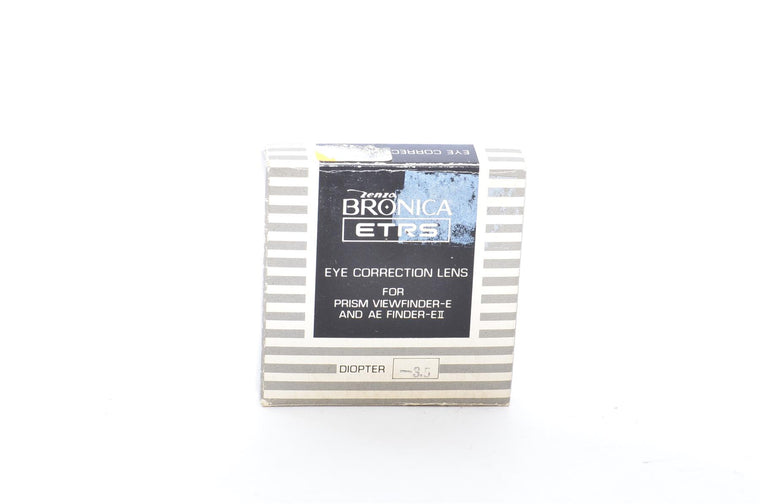 EYE CORREC
Zenza
BRONICA
ETRS
EYE CORRECTION LENS
FOR
PRISM VIEWFINDER-E
AND AE FINDER-EII
DIOPTER -3.5